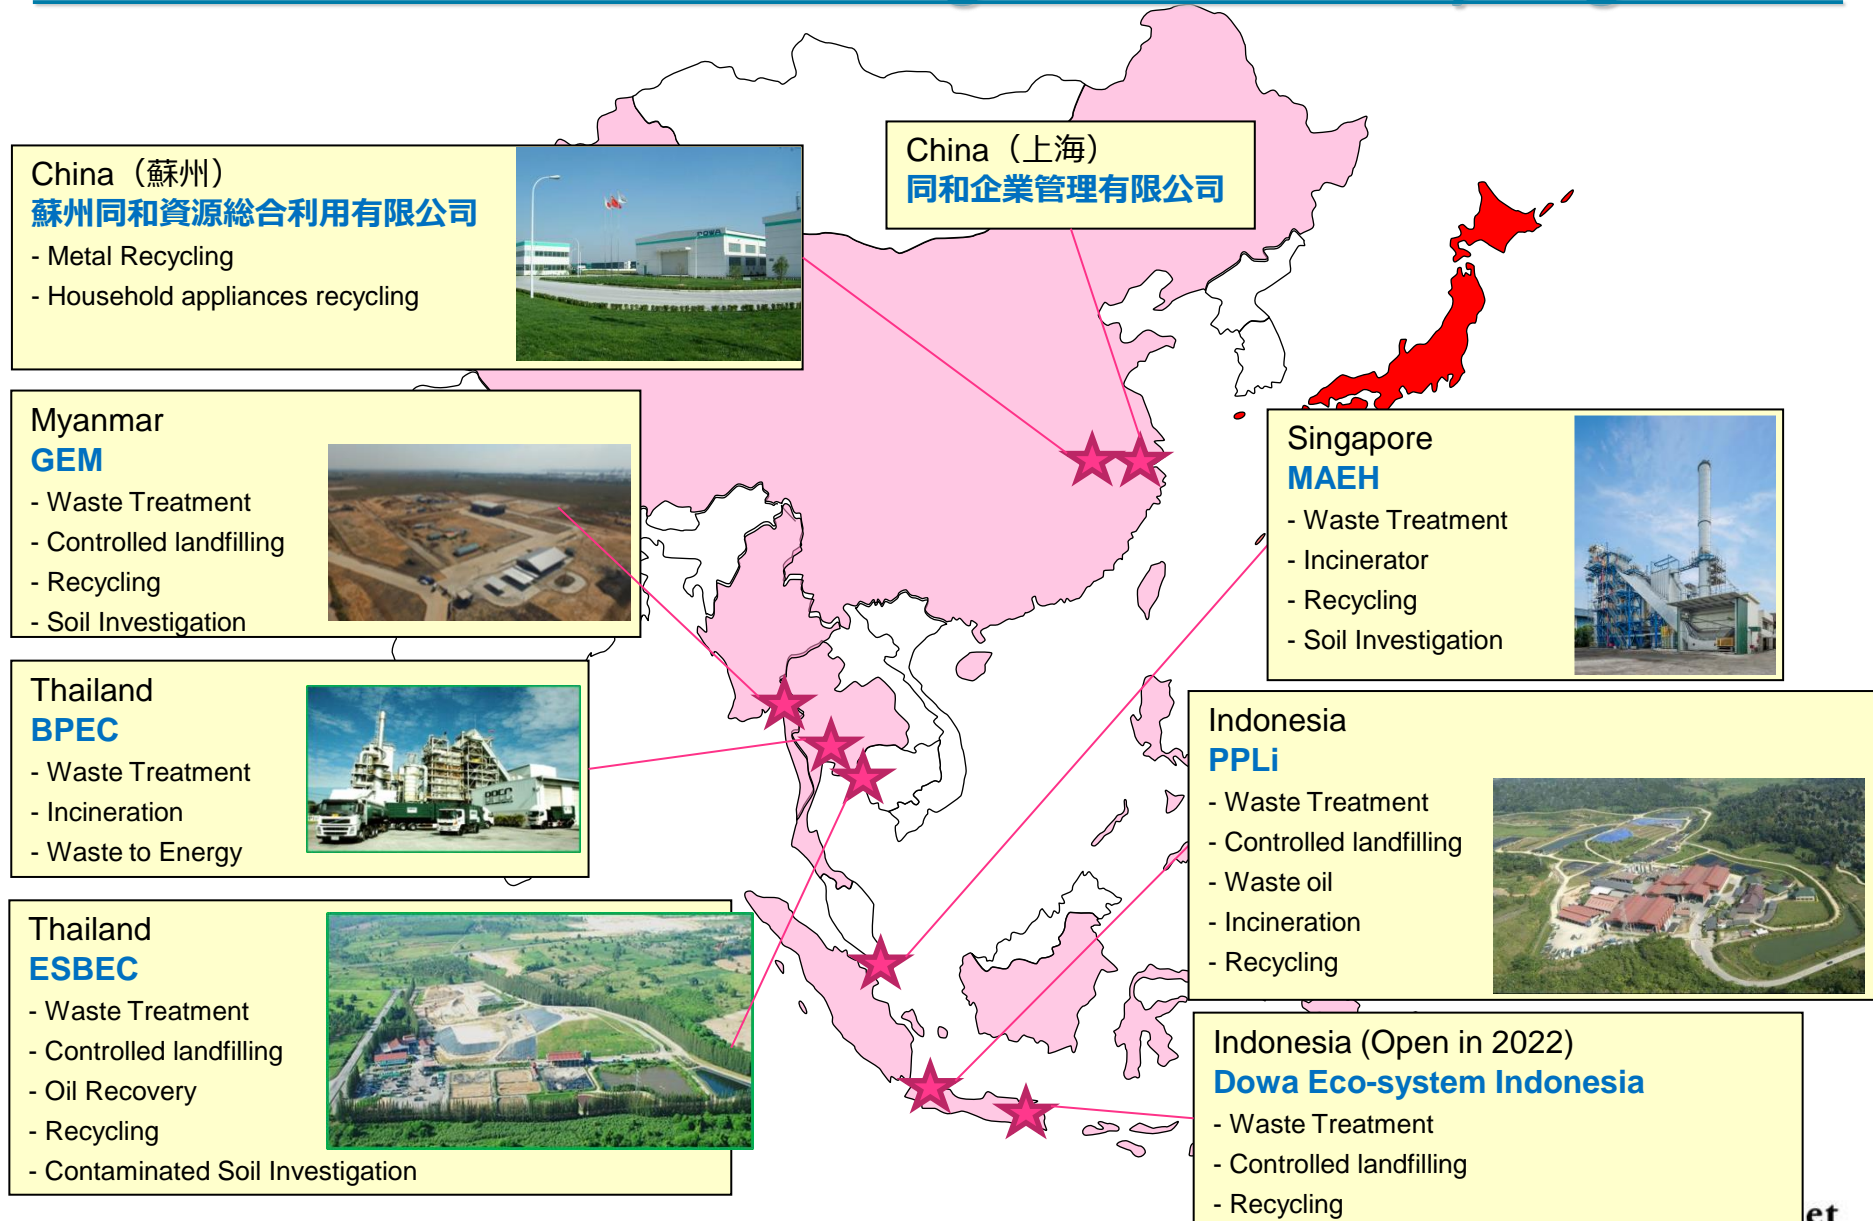 China（蘇州）
蘇州同和資源総合利用有限公司
- Metal Recycling
- Household appliances recycling
DOWA
China（上海）
同和企業管理有限公司
Myanmar
GEM
- Waste Treatment
- Controlled landfilling
- Recycling
- Soil Investigation
Singapore
MAEH
- Waste Treatment
- Incinerator
- Recycling
- Soil Investigation
Thailand
BPEC
- Waste Treatment
- Incineration
- Waste to Energy
Indonesia
PPLi
- Waste Treatment
- Controlled landfilling
- Waste oil
- Incineration
- Recycling
Thailand
ESBEC
- Waste Treatment
- Controlled landfilling
- Oil Recovery
- Recycling
- Contaminated Soil Investigation
Indonesia (Open in 2022)
Dowa Eco-system Indonesia
- Waste Treatment
- Controlled landfilling
- Recycling
et